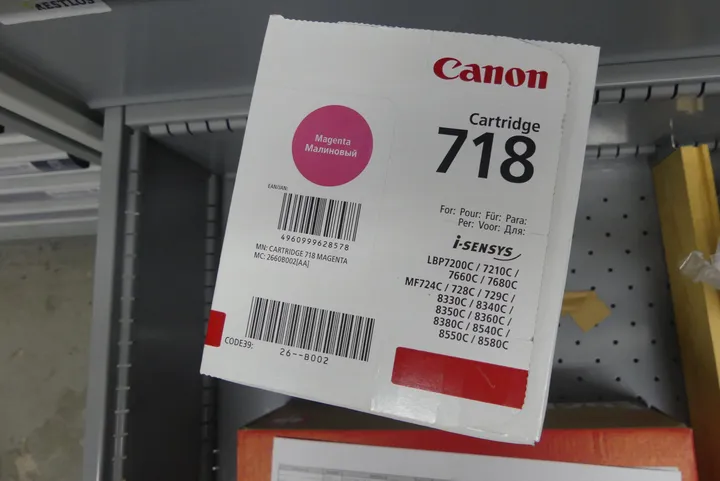 Canon
Cartridge
718
Magenta
Малиновый
EAN/JAN:
4960999628578
MN: CARTRIDGE 718 MAGENTA
MC: 2660B002[AA]
For: Pour: Für: Para:
Per: Voor: Для:
i-SENSYS
LBP7200C / 7210C /
7660C / 7680C
MF724C / 728C / 729C /
8330C / 8340C /
8350C / 8360C /
8380C / 8540C /
8550C / 8580C
CODE39:
26--B002